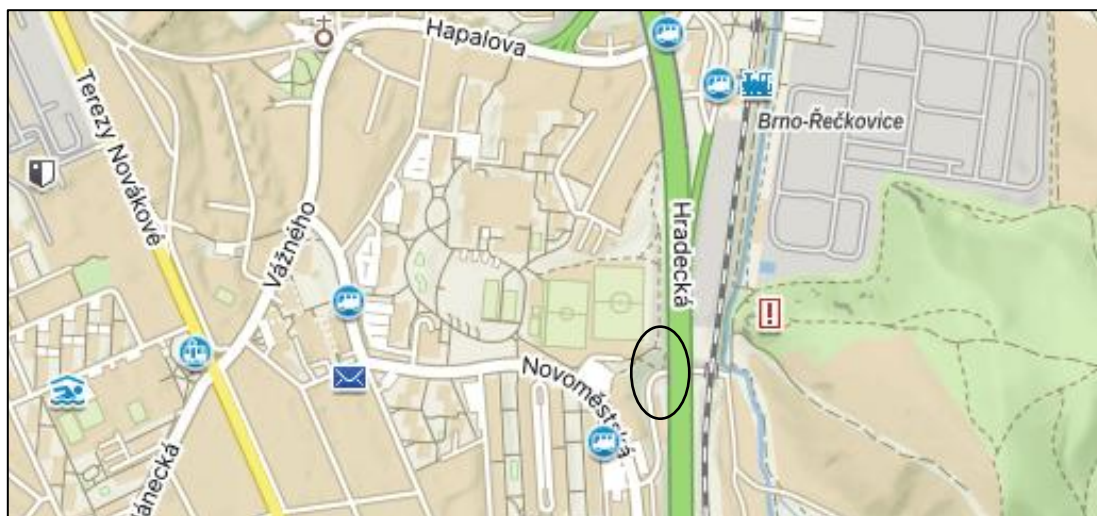 Hapalova
Terezy Novákové
Brno-Řečkovice
Vážného
Hradecká
!
Novoměstská
ánecká